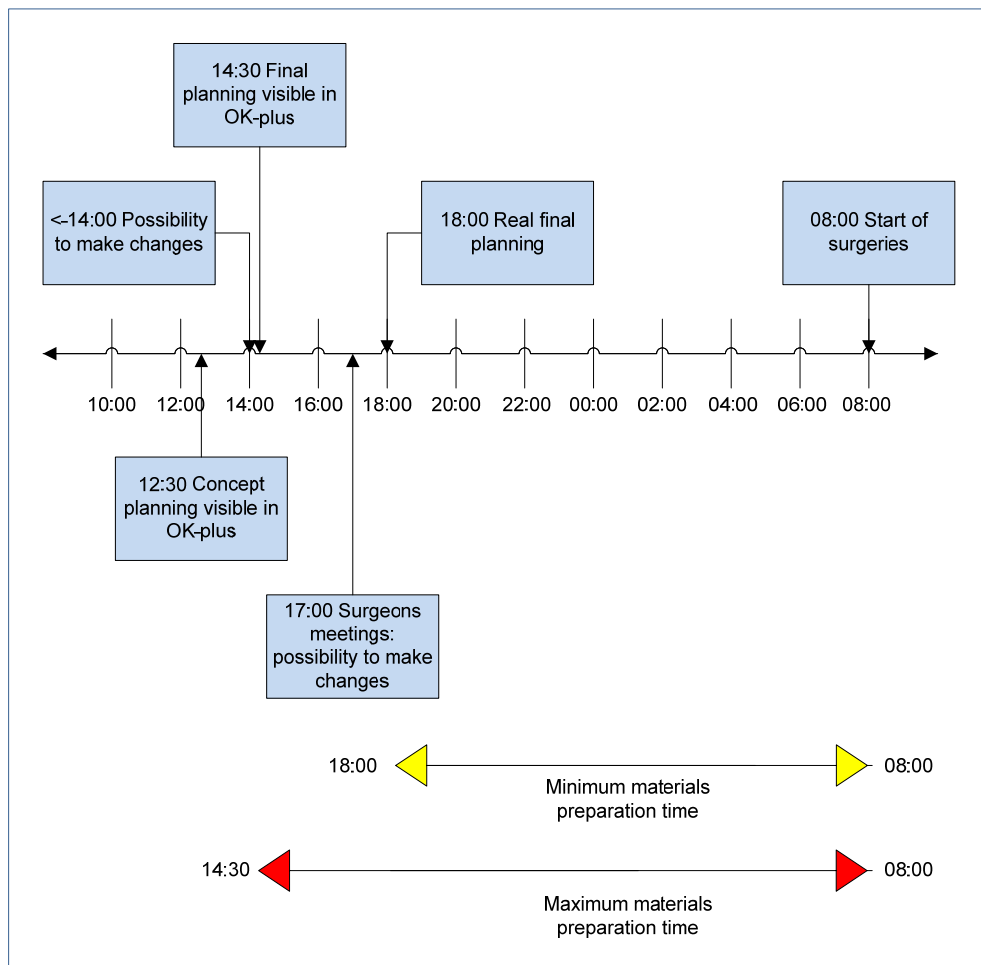 14:30 Final
planning visible in
OK-plus
<-14:00 Possibility
to make changes
18:00 Real final
planning
08:00 Start of
surgeries
10:00 12:00 14:00 16:00 18:00 20:00 22:00 00:00 02:00 04:00 06:00 08:00
12:30 Concept
planning visible in
OK-plus
17:00 Surgeons
meetings:
possibility to make
changes
18:00
08:00
Minimum materials
preparation time
14:30
08:00
Maximum materials
preparation time